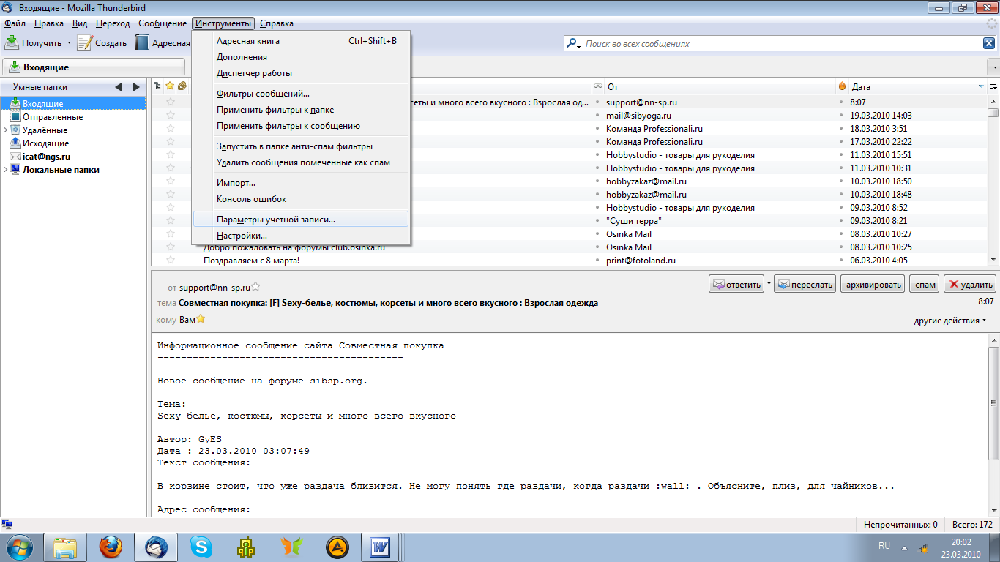 Входящие - Mozilla Thunderbird
Файл Правка Вид Переход Сообщение Инструменты Справка
Получить Создать Адресная
Поиск во всех сообщениях
Входящие
Адресная книга Ctrl+Shift+B
Дополнения
Диспетчер работы
Фильтры сообщений...
Применить фильтры к папке
Применить фильтры к сообщению
Запустить в папке анти-спам фильтры
Удалить сообщения помеченные как спам
Импорт...
Консоль ошибок
Параметры учётной записи...
Настройки...
Умные папки
Входящие
Отправленные
Удалённые
Исходящие
icat@ngs.ru
Локальные папки
От Дата
сеты и много всего вкусного : Взрослая од... support@nn-sp.ru 8:07
mail@sibyoga.ru 19.03.2010 14:03
Команда Professionali.ru 18.03.2010 3:51
Команда Professionali.ru 17.03.2010 22:22
Hobbystudio - товары для рукоделия 11.03.2010 15:51
Hobbystudio - товары для рукоделия 11.03.2010 10:31
hobbyzakaz@mail.ru 10.03.2010 18:50
hobbyzakaz@mail.ru 10.03.2010 18:48
Hobbystudio - товары для рукоделия 09.03.2010 8:52
"Суши терра" 09.03.2010 8:21
Osinka Mail 08.03.2010 10:27
Добро пожаловать на форумы club.osinka.ru Osinka Mail 08.03.2010 10:25
Поздравляем с 8 марта! print@fotoland.ru 06.03.2010 4:05
от support@nn-sp.ru ответить переслать архивировать спам удалить
тема Совместная покупка: [F] Sexy-белье, костюмы, корсеты и много всего вкусного : Взрослая одежда 8:07
кому Вам другие действия
Информационное сообщение сайта Совместная покупка
------------------------------------------
Новое сообщение на форуме sibsp.org.
Тема:
Sexy-белье, костюмы, корсеты и много всего вкусного
Автор: GyES
Дата : 23.03.2010 03:07:49
Текст сообщения:
В корзине стоит, что уже раздача близится. Не могу понять где раздачи, когда раздачи :wall: . Объясните, плиз, для чайников...
Адрес сообщения:
Непрочитанных: 0 Всего: 172
RU 20:02
23.03.2010